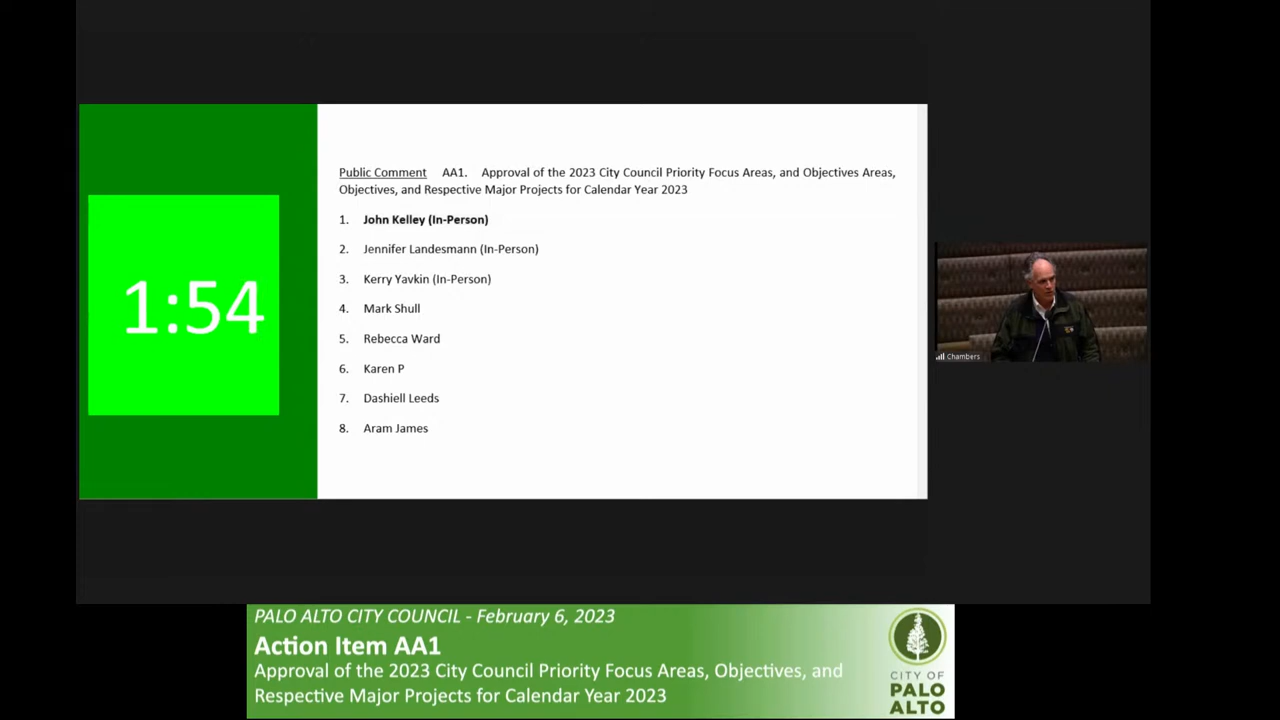 1:54
Public Comment AA1. Approval of the 2023 City Council Priority Focus Areas, and Objectives Areas,
Objectives, and Respective Major Projects for Calendar Year 2023
1. John Kelley (In-Person)
2. Jennifer Landesmann (In-Person)
3. Kerry Yavkin (In-Person)
4. Mark Shull
5. Rebecca Ward
6. Karen P
7. Dashiell Leeds
8. Aram James
Chambers
PALO ALTO CITY COUNCIL - February 6, 2023
Action Item AA1
Approval of the 2023 City Council Priority Focus Areas, Objectives, and
Respective Major Projects for Calendar Year 2023
CITY OF
PALO
ALTO